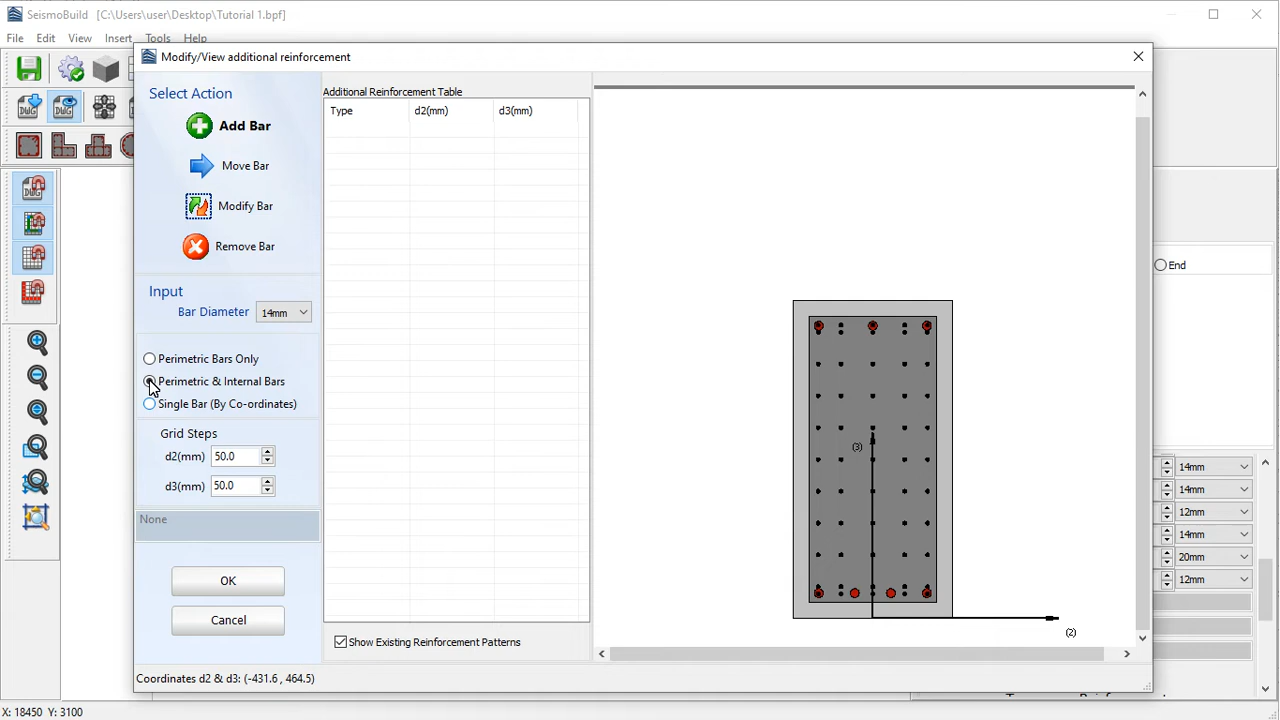 SeismoBuild [C:\Users\user\Desktop\Tutorial 1.bpf]
File Edit View Insert Tools Help
Modify/View additional reinforcement
Select Action
Add Bar
Move Bar
Modify Bar
Remove Bar
Input
Bar Diameter 14mm
Perimetric Bars Only
Perimetric & Internal Bars
Single Bar (By Co-ordinates)
Grid Steps
d2(mm) 50.0
d3(mm) 50.0
None
OK
Cancel
Additional Reinforcement Table
Type d2(mm) d3(mm)
Show Existing Reinforcement Patterns
(3)
(2)
Coordinates d2 & d3: (-431.6 , 464.5)
DWG
DWG
DWG
End
14mm
14mm
12mm
14mm
20mm
12mm
X: 18450 Y: 3100